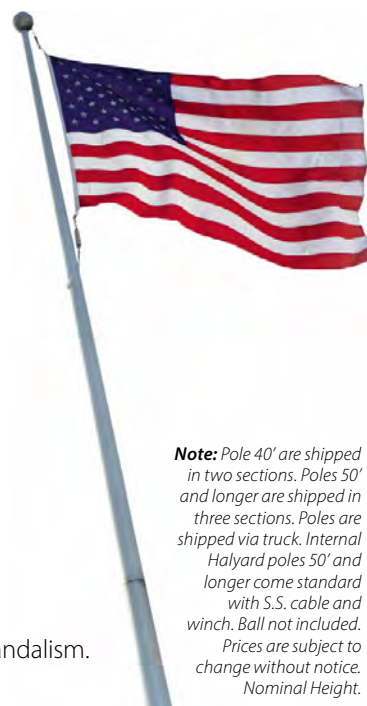 Note: Pole 40' are shipped
in two sections. Poles 50'
and longer are shipped in
three sections. Poles are
shipped via truck. Internal
Halyard poles 50' and
longer come standard
with S.S. cable and
winch. Ball not included.
Prices are subject to
change without notice.
Nominal Height.